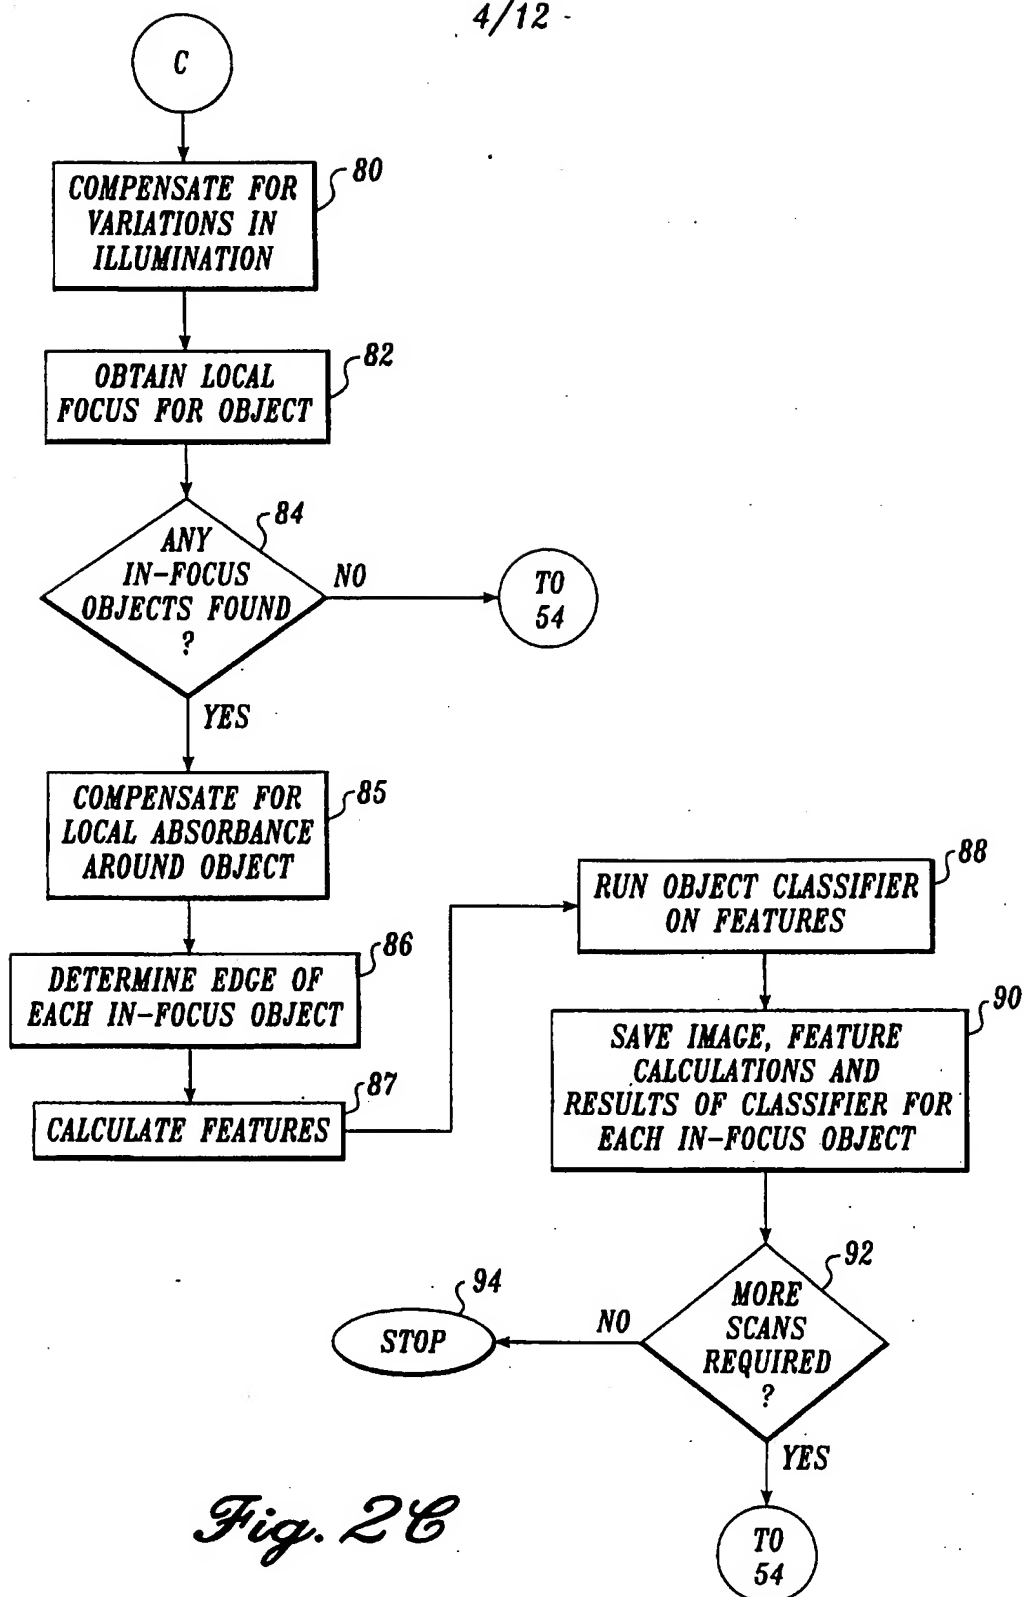 4/12
C
80
COMPENSATE FOR
VARIATIONS IN
ILLUMINATION
82
OBTAIN LOCAL
FOCUS FOR OBJECT
84
ANY
IN-FOCUS
OBJECTS FOUND
?
NO
TO
54
YES
85
COMPENSATE FOR
LOCAL ABSORBANCE
AROUND OBJECT
86
DETERMINE EDGE OF
EACH IN-FOCUS OBJECT
87
CALCULATE FEATURES
88
RUN OBJECT CLASSIFIER
ON FEATURES
90
SAVE IMAGE, FEATURE
CALCULATIONS AND
RESULTS OF CLASSIFIER FOR
EACH IN-FOCUS OBJECT
92
MORE
SCANS
REQUIRED
?
NO
94
STOP
YES
TO
54
Fig. 2C